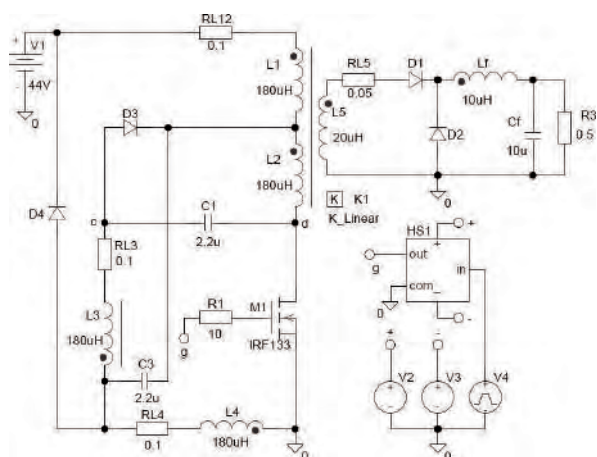 RL12
0.1
+
V1
-
44V
0
L1
180uH
D3
L2
180uH
RL5
0.05
D1
Lf
10uH
L5
20uH
D2
Cf
10u
R3
0.5
0
K K1
K_Linear
D4
c
C1
2.2u
d
RL3
0.1
L3
180uH
C3
2.2u
R1
10
g
M1
IRF133
RL4
0.1
L4
180uH
0
HS1
+
+
out
in
g
com_
0
-
-
+
-
V2
V3
V4
0